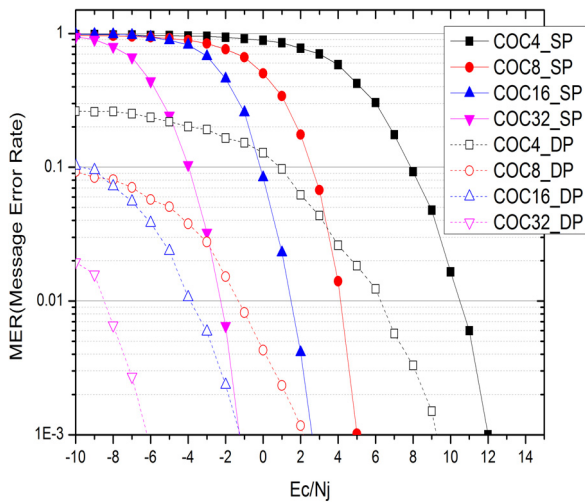 MER(Message Error Rate)
1
0.1
0.01
1E-3
-10 -8 -6 -4 -2 0 2 4 6 8 10 12 14
Ec/Nj
COC4_SP
COC8_SP
COC16_SP
COC32_SP
COC4_DP
COC8_DP
COC16_DP
COC32_DP